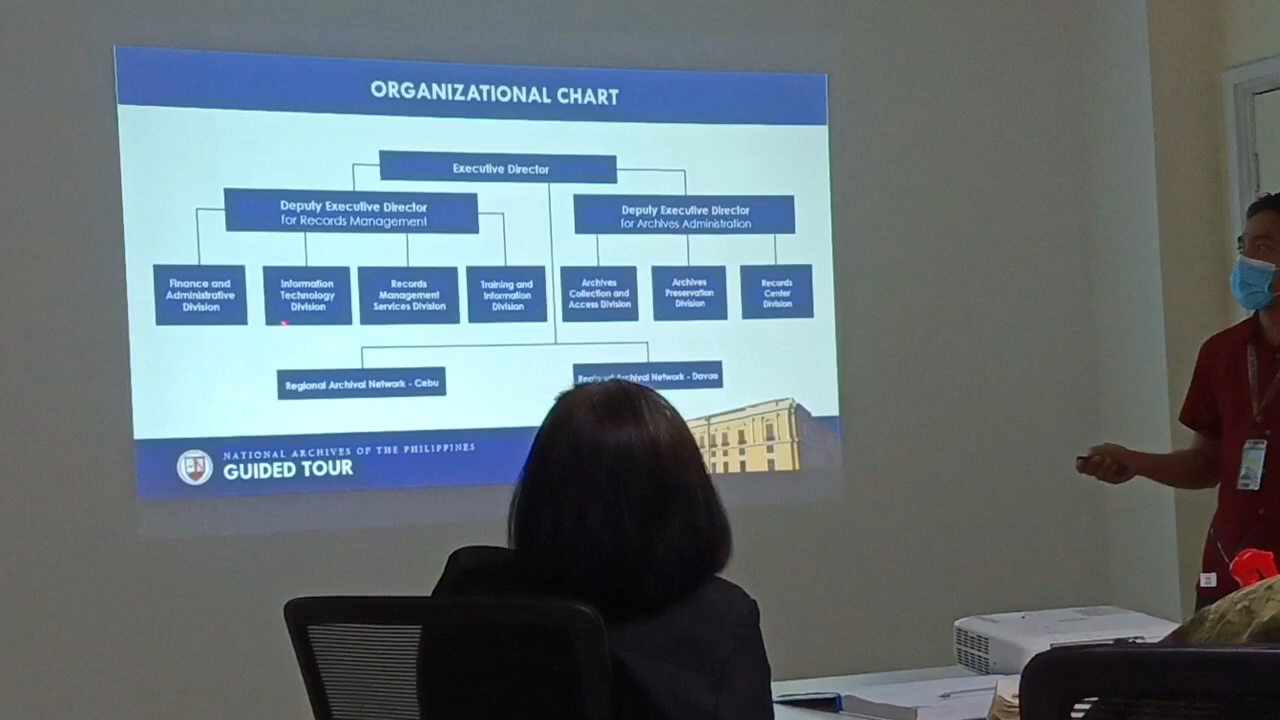 ORGANIZATIONAL CHART
Executive Director
Deputy Executive Director
for Records Management
Deputy Executive Director
for Archives Administration
Finance and
Administrative
Division
Information
Technology
Division
Records
Management
Services Division
Training and
Information
Division
Archives
Collection and
Access Division
Archives
Preservation
Division
Records
Center
Division
Regional Archival Network - Cebu
Regional Archival Network - Davao
NATIONAL ARCHIVES OF THE PHILIPPINES
GUIDED TOUR